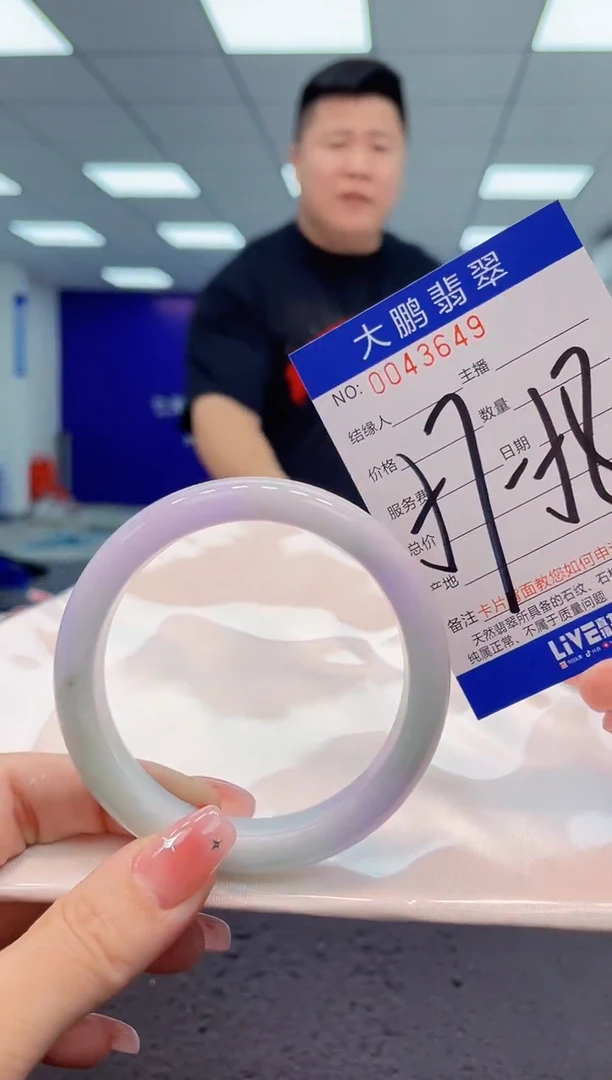 大鹏翡翠
NO: 0043649
结缘人 主播
价格 数量
服务费 日期
总价
产地
备注 卡片背面教您如何申
天然翡翠所具备的石纹、石
纯属正常、不属于质量问题
LiVE